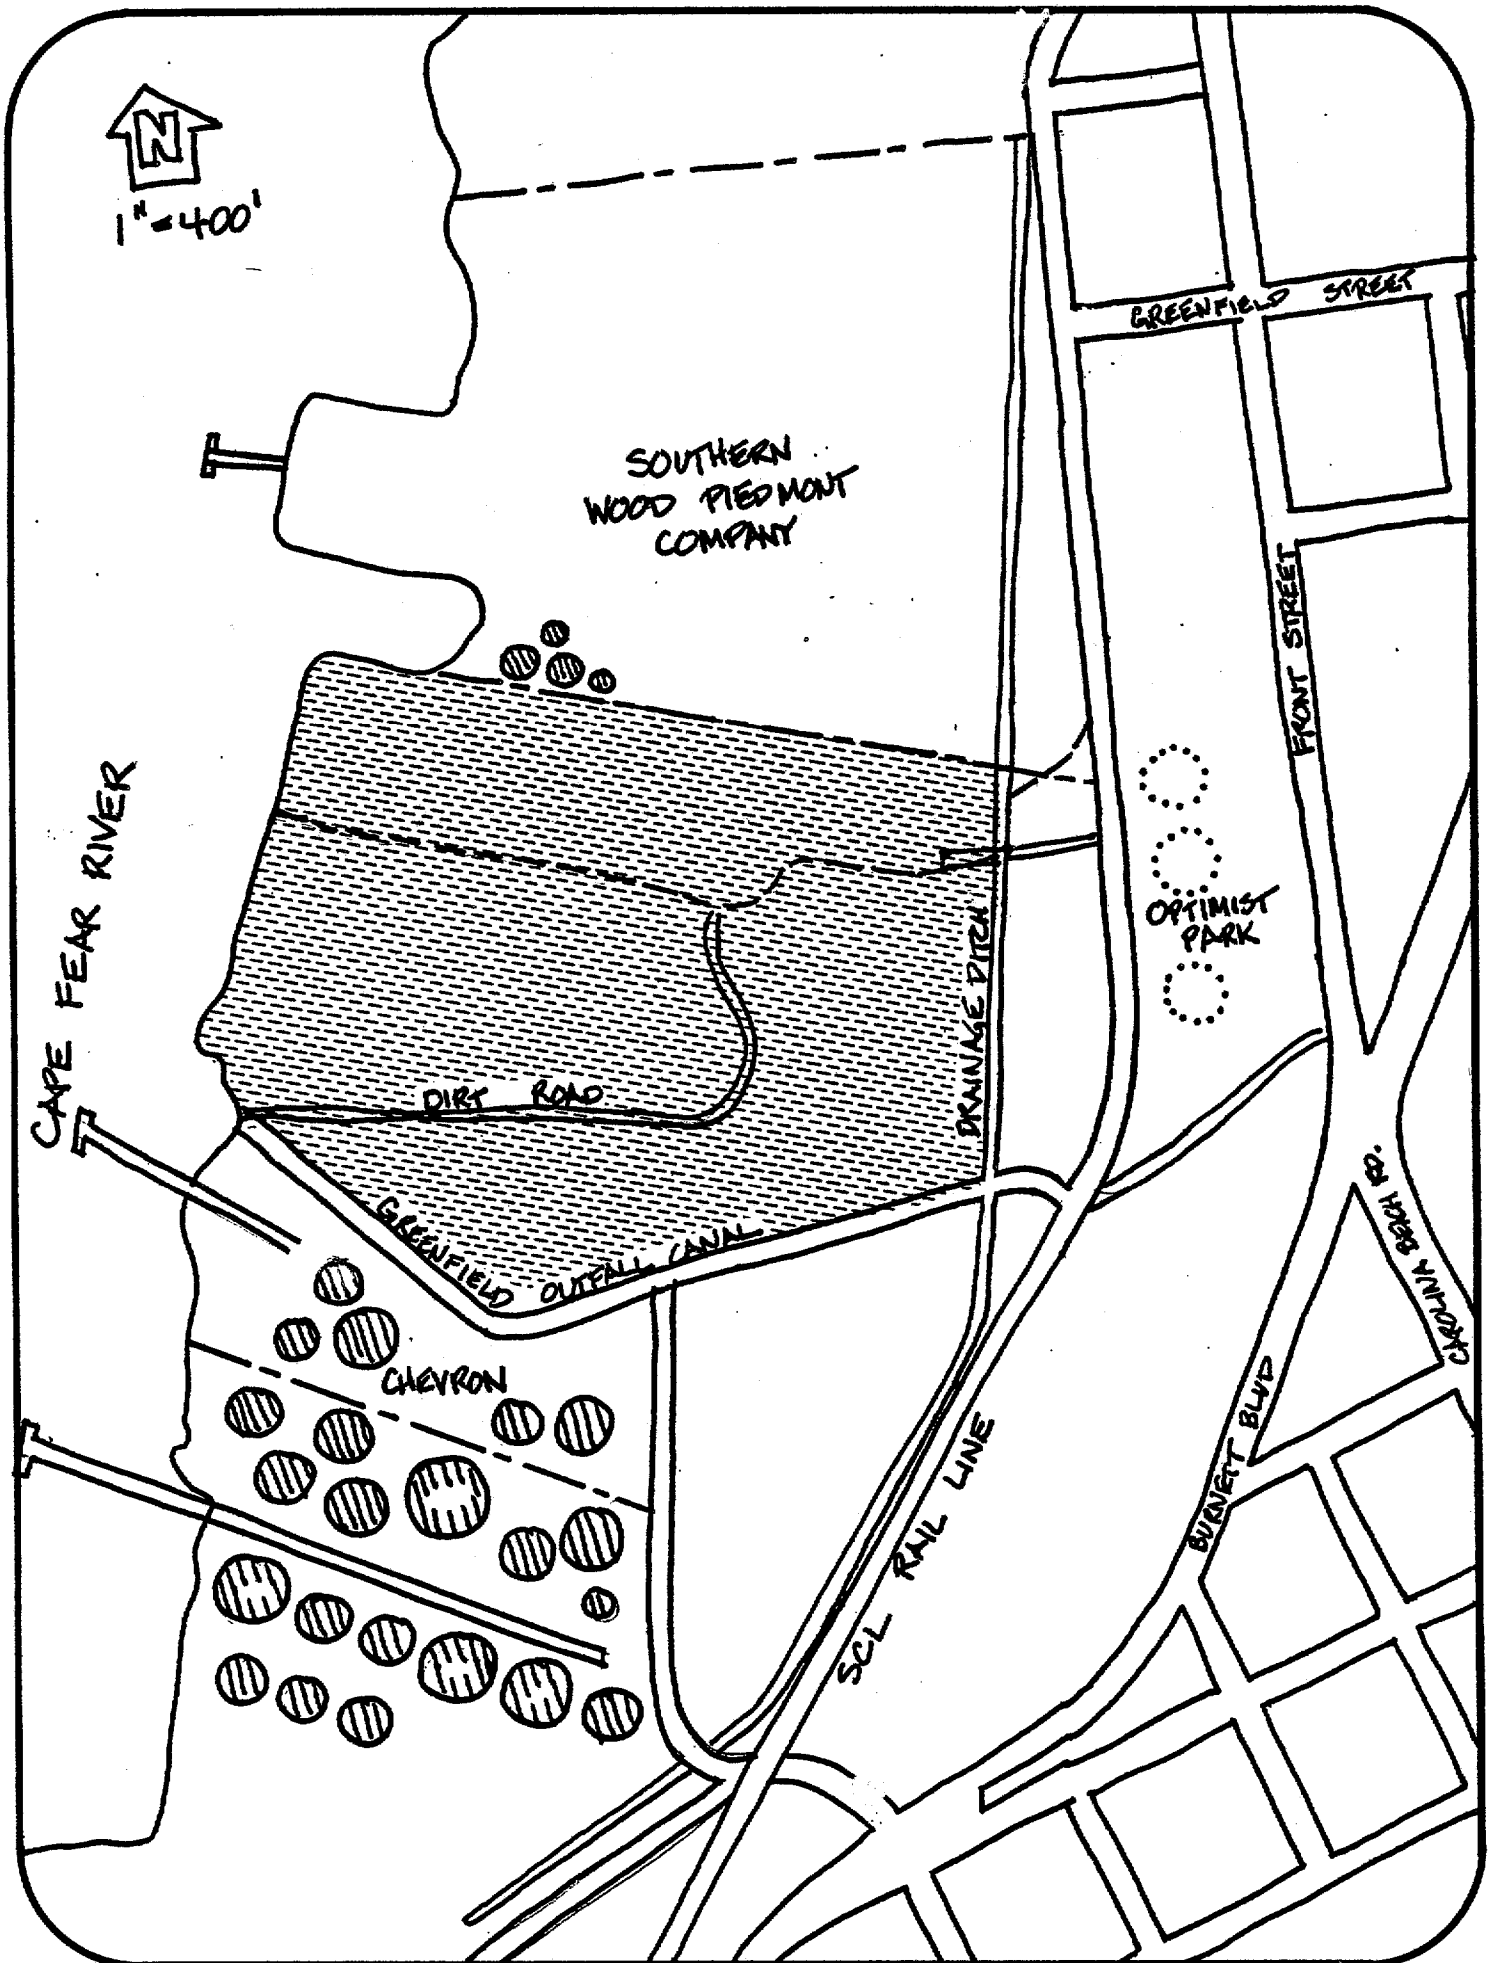 N
1"=400'
GREENFIELD STREET
SOUTHERN
WOOD PIEDMONT
COMPANY
FRONT STREET
CAPE FEAR RIVER
OPTIMIST
PARK
DRAINAGE DITCH
DIRT ROAD
GREENFIELD OUTFALL CANAL
CAROLINA BEACH RD.
CHEVRON
BURNETT BLVD
SCL RAIL LINE